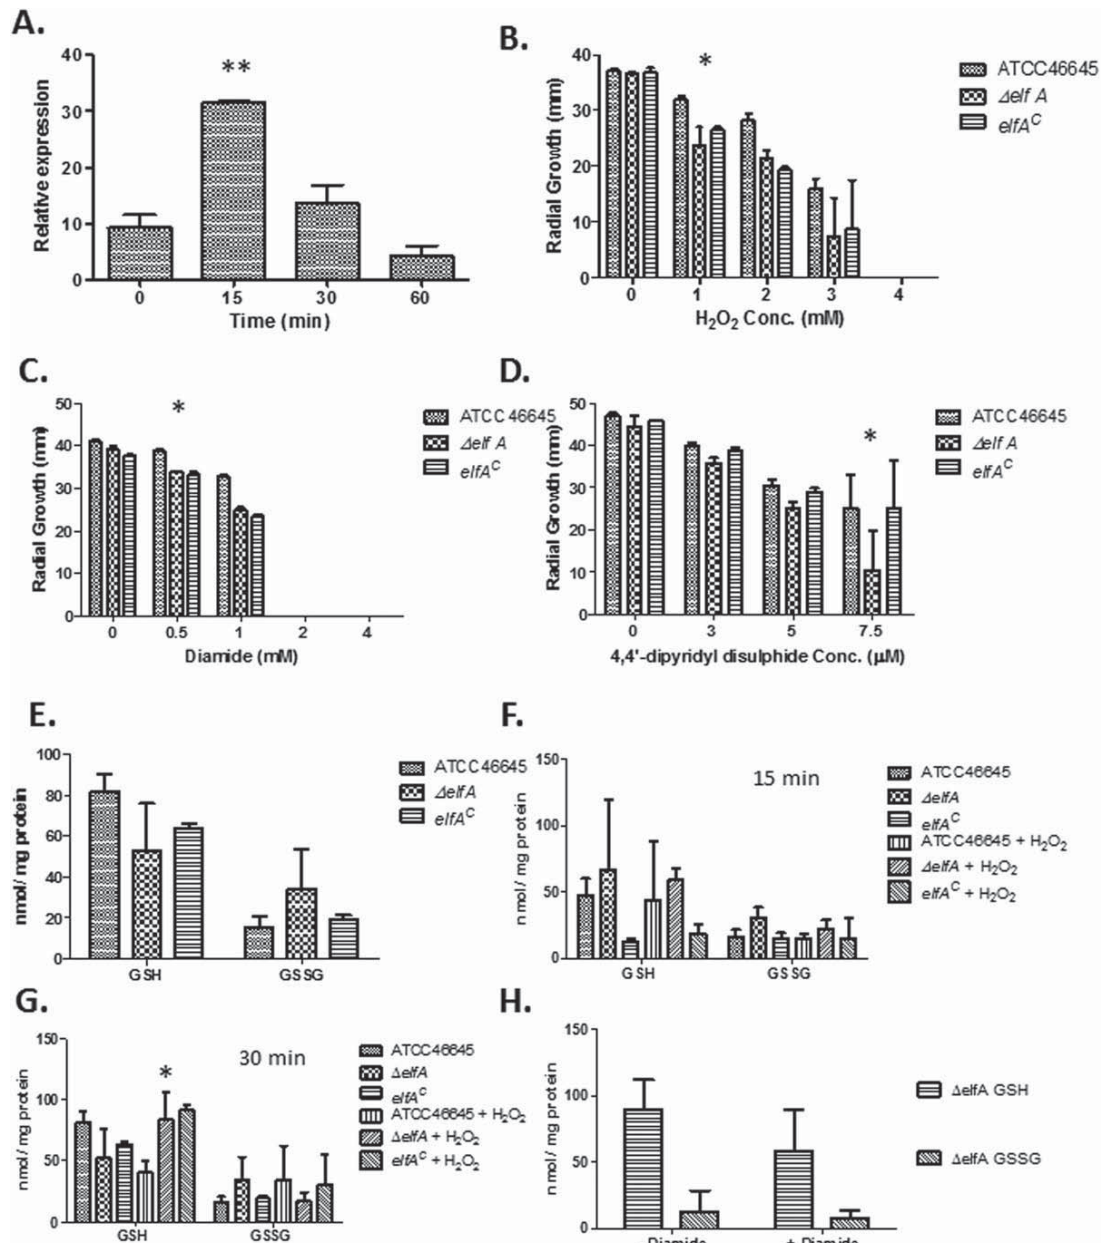 A.
40
30
20
10
0
Relative expression
**
0 15 30 60
Time (min)
B.
40
30
20
10
0
Radial Growth (mm)
*
0 1 2 3 4
H₂O₂ Conc. (mM)
ATCC46645
Δelf A
elfAᶜ
C.
50
40
30
20
10
0
Radial Growth (mm)
*
0 0.5 1 2 4
Diamide (mM)
ATCC 46645
Δelf A
elfAᶜ
D.
50
40
30
20
10
0
Radial Growth (mm)
*
0 3 5 7.5
4,4'-dipyridyl disulphide Conc. (μM)
ATCC46645
Δelf A
elfAᶜ
E.
100
80
60
40
20
0
nmol/ mg protein
GSH GSSG
ATCC46645
ΔelfA
elfAᶜ
F.
150
100
50
0
nmol/ mg protein
15 min
GSH GSSG
ATCC46645
ΔelfA
elfAᶜ
ATCC46645 + H₂O₂
ΔelfA + H₂O₂
elfAᶜ + H₂O₂
G.
150
100
50
0
nmol/ mg protein
30 min
*
GSH GSSG
ATCC46645
ΔelfA
elfAᶜ
ATCC46645 + H₂O₂
ΔelfA + H₂O₂
elfAᶜ + H₂O₂
H.
150
100
50
0
nmol/ mg protein
- Diamide + Diamide
ΔelfA GSH
ΔelfA GSSG